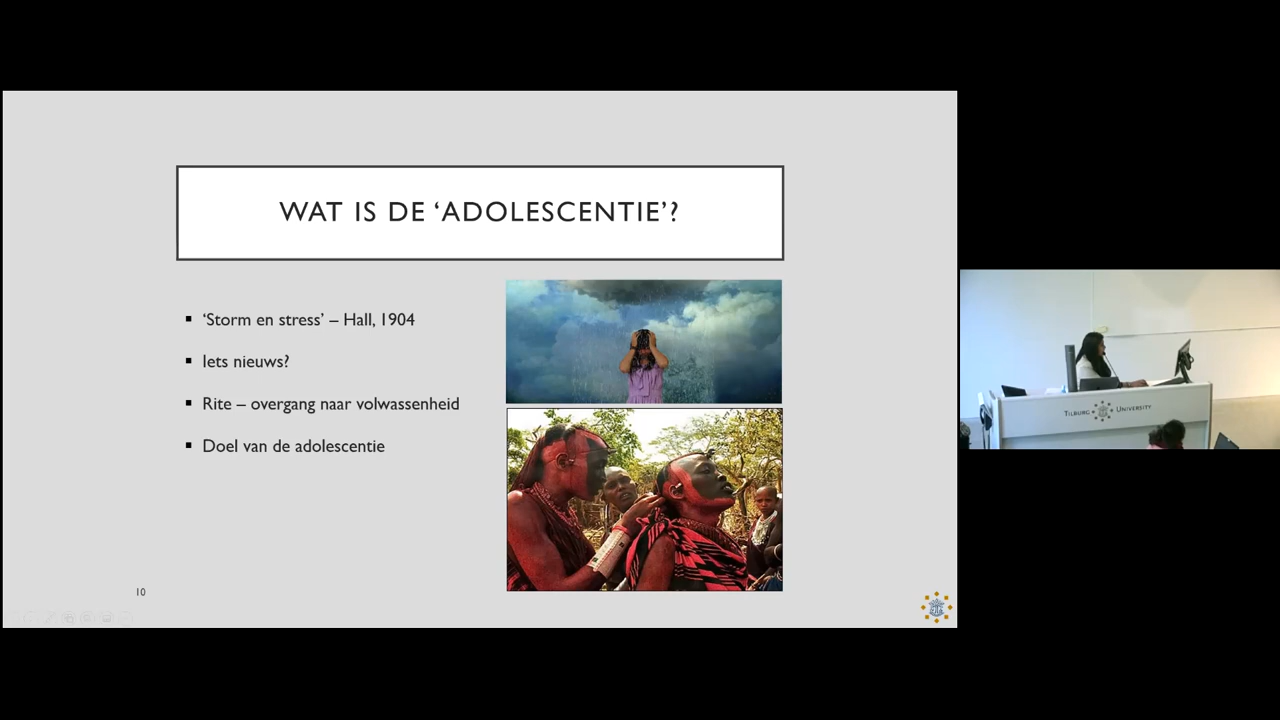 WAT IS DE ‘ADOLESCENTIE’?
▪ ‘Storm en stress’ – Hall, 1904
▪ Iets nieuws?
▪ Rite – overgang naar volwassenheid
▪ Doel van de adolescentie
10
TILBURG UNIVERSITY